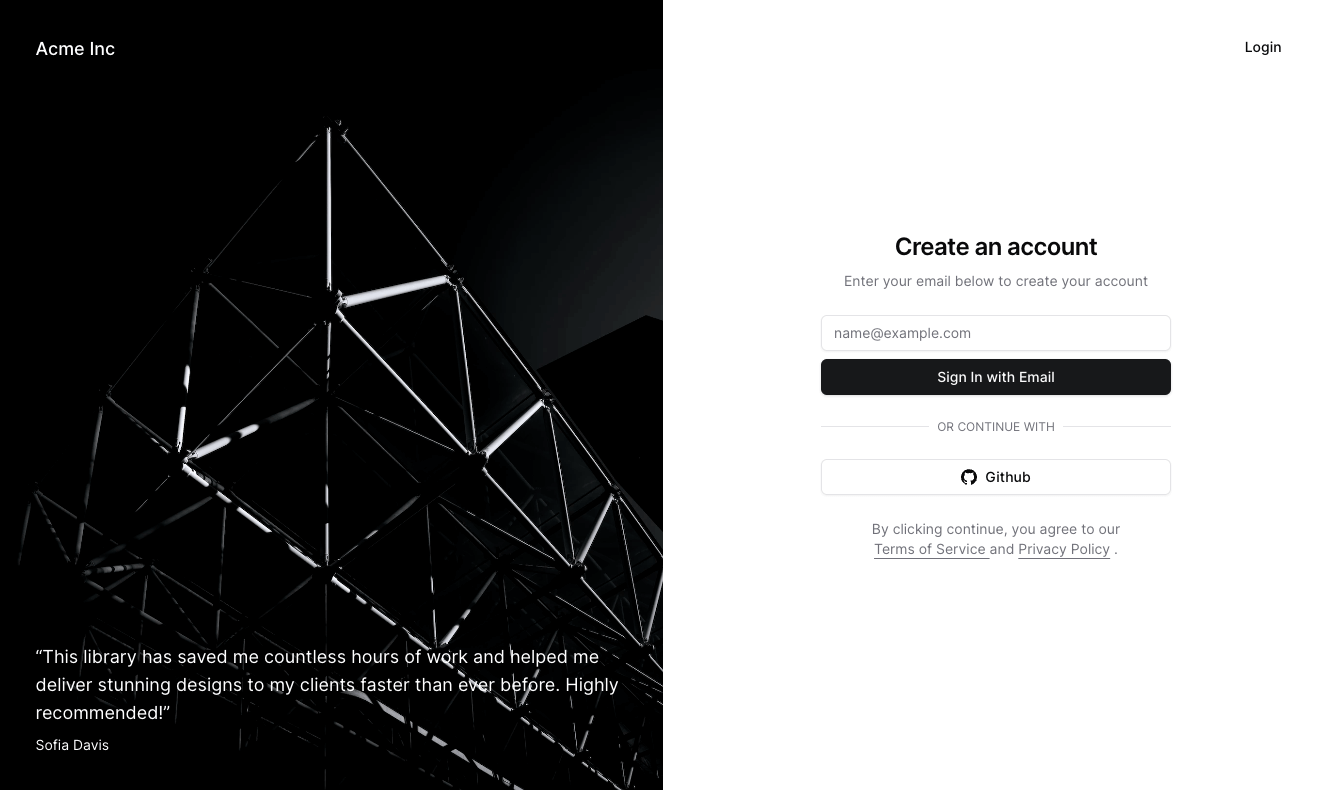 Acme Inc
Login
Create an account
Enter your email below to create your account
name@example.com
Sign In with Email
OR CONTINUE WITH
Github
By clicking continue, you agree to our
Terms of Service and Privacy Policy .
“This library has saved me countless hours of work and helped me
deliver stunning designs to my clients faster than ever before. Highly
recommended!”
Sofia Davis